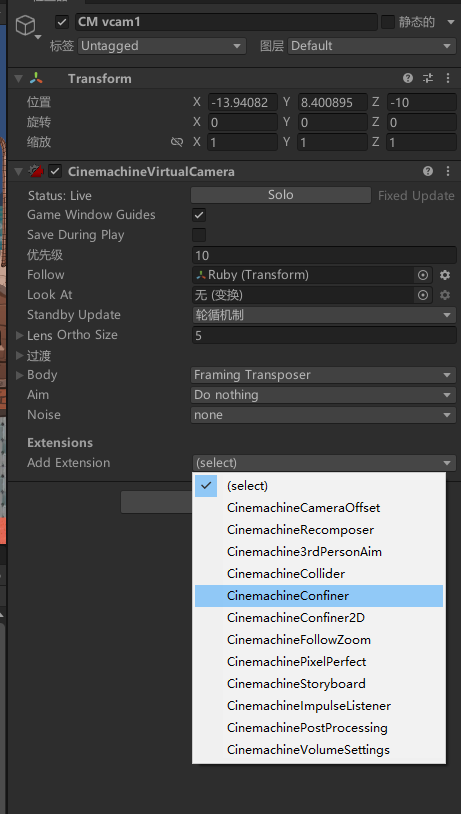 CM vcam1 静态的
标签 Untagged 图层 Default
Transform
位置 X -13.94082 Y 8.400895 Z -10
旋转 X 0 Y 0 Z 0
缩放 X 1 Y 1 Z 1
CinemachineVirtualCamera
Status: Live Solo Fixed Update
Game Window Guides
Save During Play
优先级 10
Follow Ruby (Transform)
Look At 无 (变换)
Standby Update 轮循机制
Lens Ortho Size 5
过渡
Body Framing Transposer
Aim Do nothing
Noise none
Extensions
Add Extension (select)
(select)
CinemachineCameraOffset
CinemachineRecomposer
Cinemachine3rdPersonAim
CinemachineCollider
CinemachineConfiner
CinemachineConfiner2D
CinemachineFollowZoom
CinemachinePixelPerfect
CinemachineStoryboard
CinemachineImpulseListener
CinemachinePostProcessing
CinemachineVolumeSettings